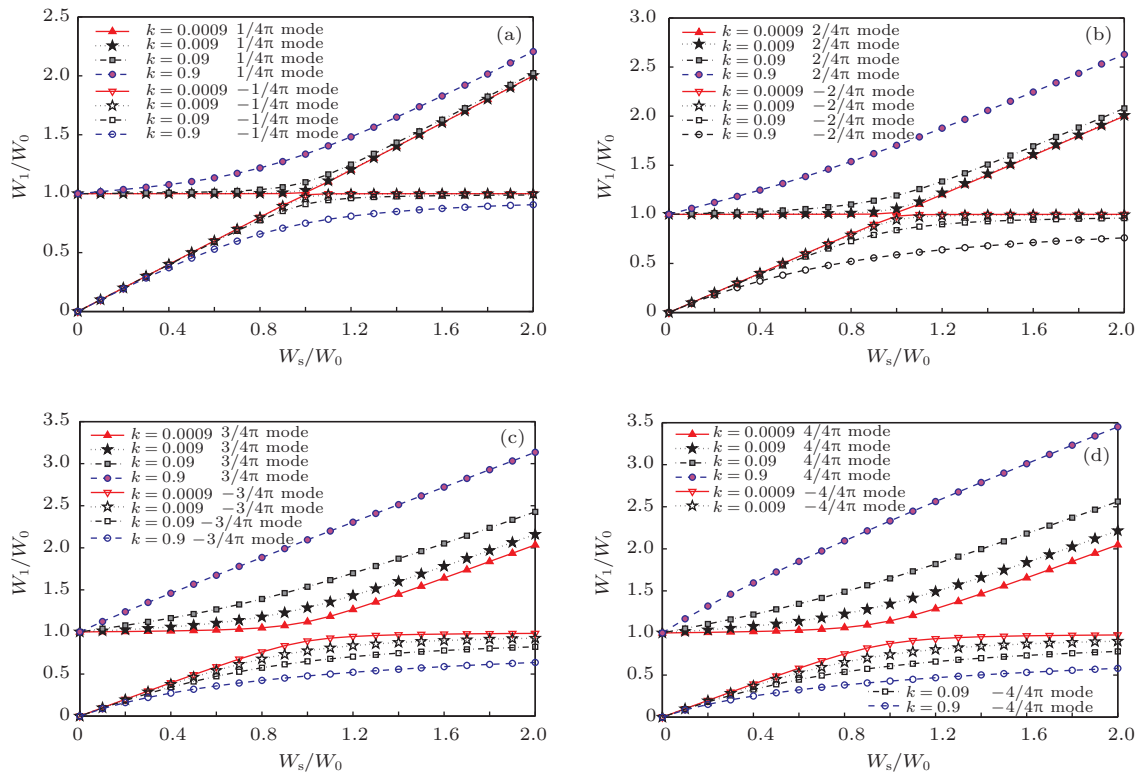 (a)
k = 0.0009 1/4π mode
k = 0.009 1/4π mode
k = 0.09 1/4π mode
k = 0.9 1/4π mode
k = 0.0009 −1/4π mode
k = 0.009 −1/4π mode
k = 0.09 −1/4π mode
k = 0.9 −1/4π mode
2.5
2.0
1.5
1.0
0.5
0
W1/W0
0 0.4 0.8 1.2 1.6 2.0
Ws/W0
(b)
k = 0.0009 2/4π mode
k = 0.009 2/4π mode
k = 0.09 2/4π mode
k = 0.9 2/4π mode
k = 0.0009 −2/4π mode
k = 0.009 −2/4π mode
k = 0.09 −2/4π mode
k = 0.9 −2/4π mode
3.0
2.5
2.0
1.5
1.0
0.5
0
W1/W0
0 0.4 0.8 1.2 1.6 2.0
Ws/W0
(c)
k = 0.0009 3/4π mode
k = 0.009 3/4π mode
k = 0.09 3/4π mode
k = 0.9 3/4π mode
k = 0.0009 −3/4π mode
k = 0.009 −3/4π mode
k = 0.09 −3/4π mode
k = 0.9 −3/4π mode
3.5
3.0
2.5
2.0
1.5
1.0
0.5
0
W1/W0
0 0.4 0.8 1.2 1.6 2.0
Ws/W0
(d)
k = 0.0009 4/4π mode
k = 0.009 4/4π mode
k = 0.09 4/4π mode
k = 0.9 4/4π mode
k = 0.0009 −4/4π mode
k = 0.009 −4/4π mode
k = 0.09 −4/4π mode
k = 0.9 −4/4π mode
3.5
3.0
2.5
2.0
1.5
1.0
0.5
0
W1/W0
0 0.4 0.8 1.2 1.6 2.0
Ws/W0